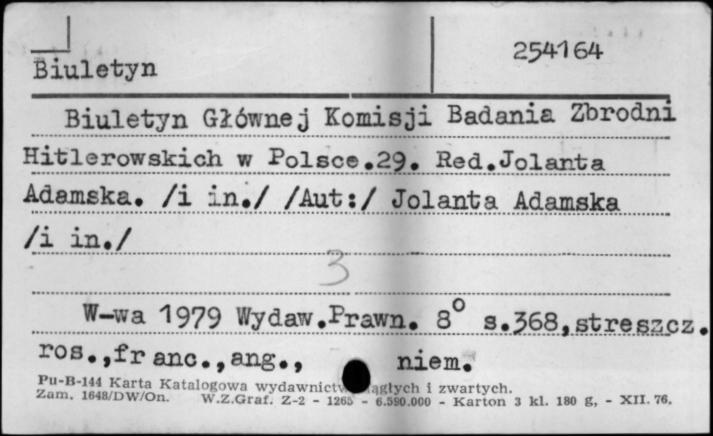 254164
Biuletyn
Biuletyn Głównej Komisji Badania Zbrodni
Hitlerowskich w Polsce.29. Red.Jolanta
Adamska. /i in./ /Aut:/ Jolanta Adamska
/i in./
3
W-wa 1979 Wydaw.Prawn. 8° s.368,streszcz.
ros.,franc.,ang., niem.
Pu-B-144 Karta Katalogowa wydawnictw ciągłych i zwartych.
Zam. 1648/DW/On. W.Z.Graf. Z-2 - 1265 - 6.590.000 - Karton 3 kl. 180 g, - XII. 76.